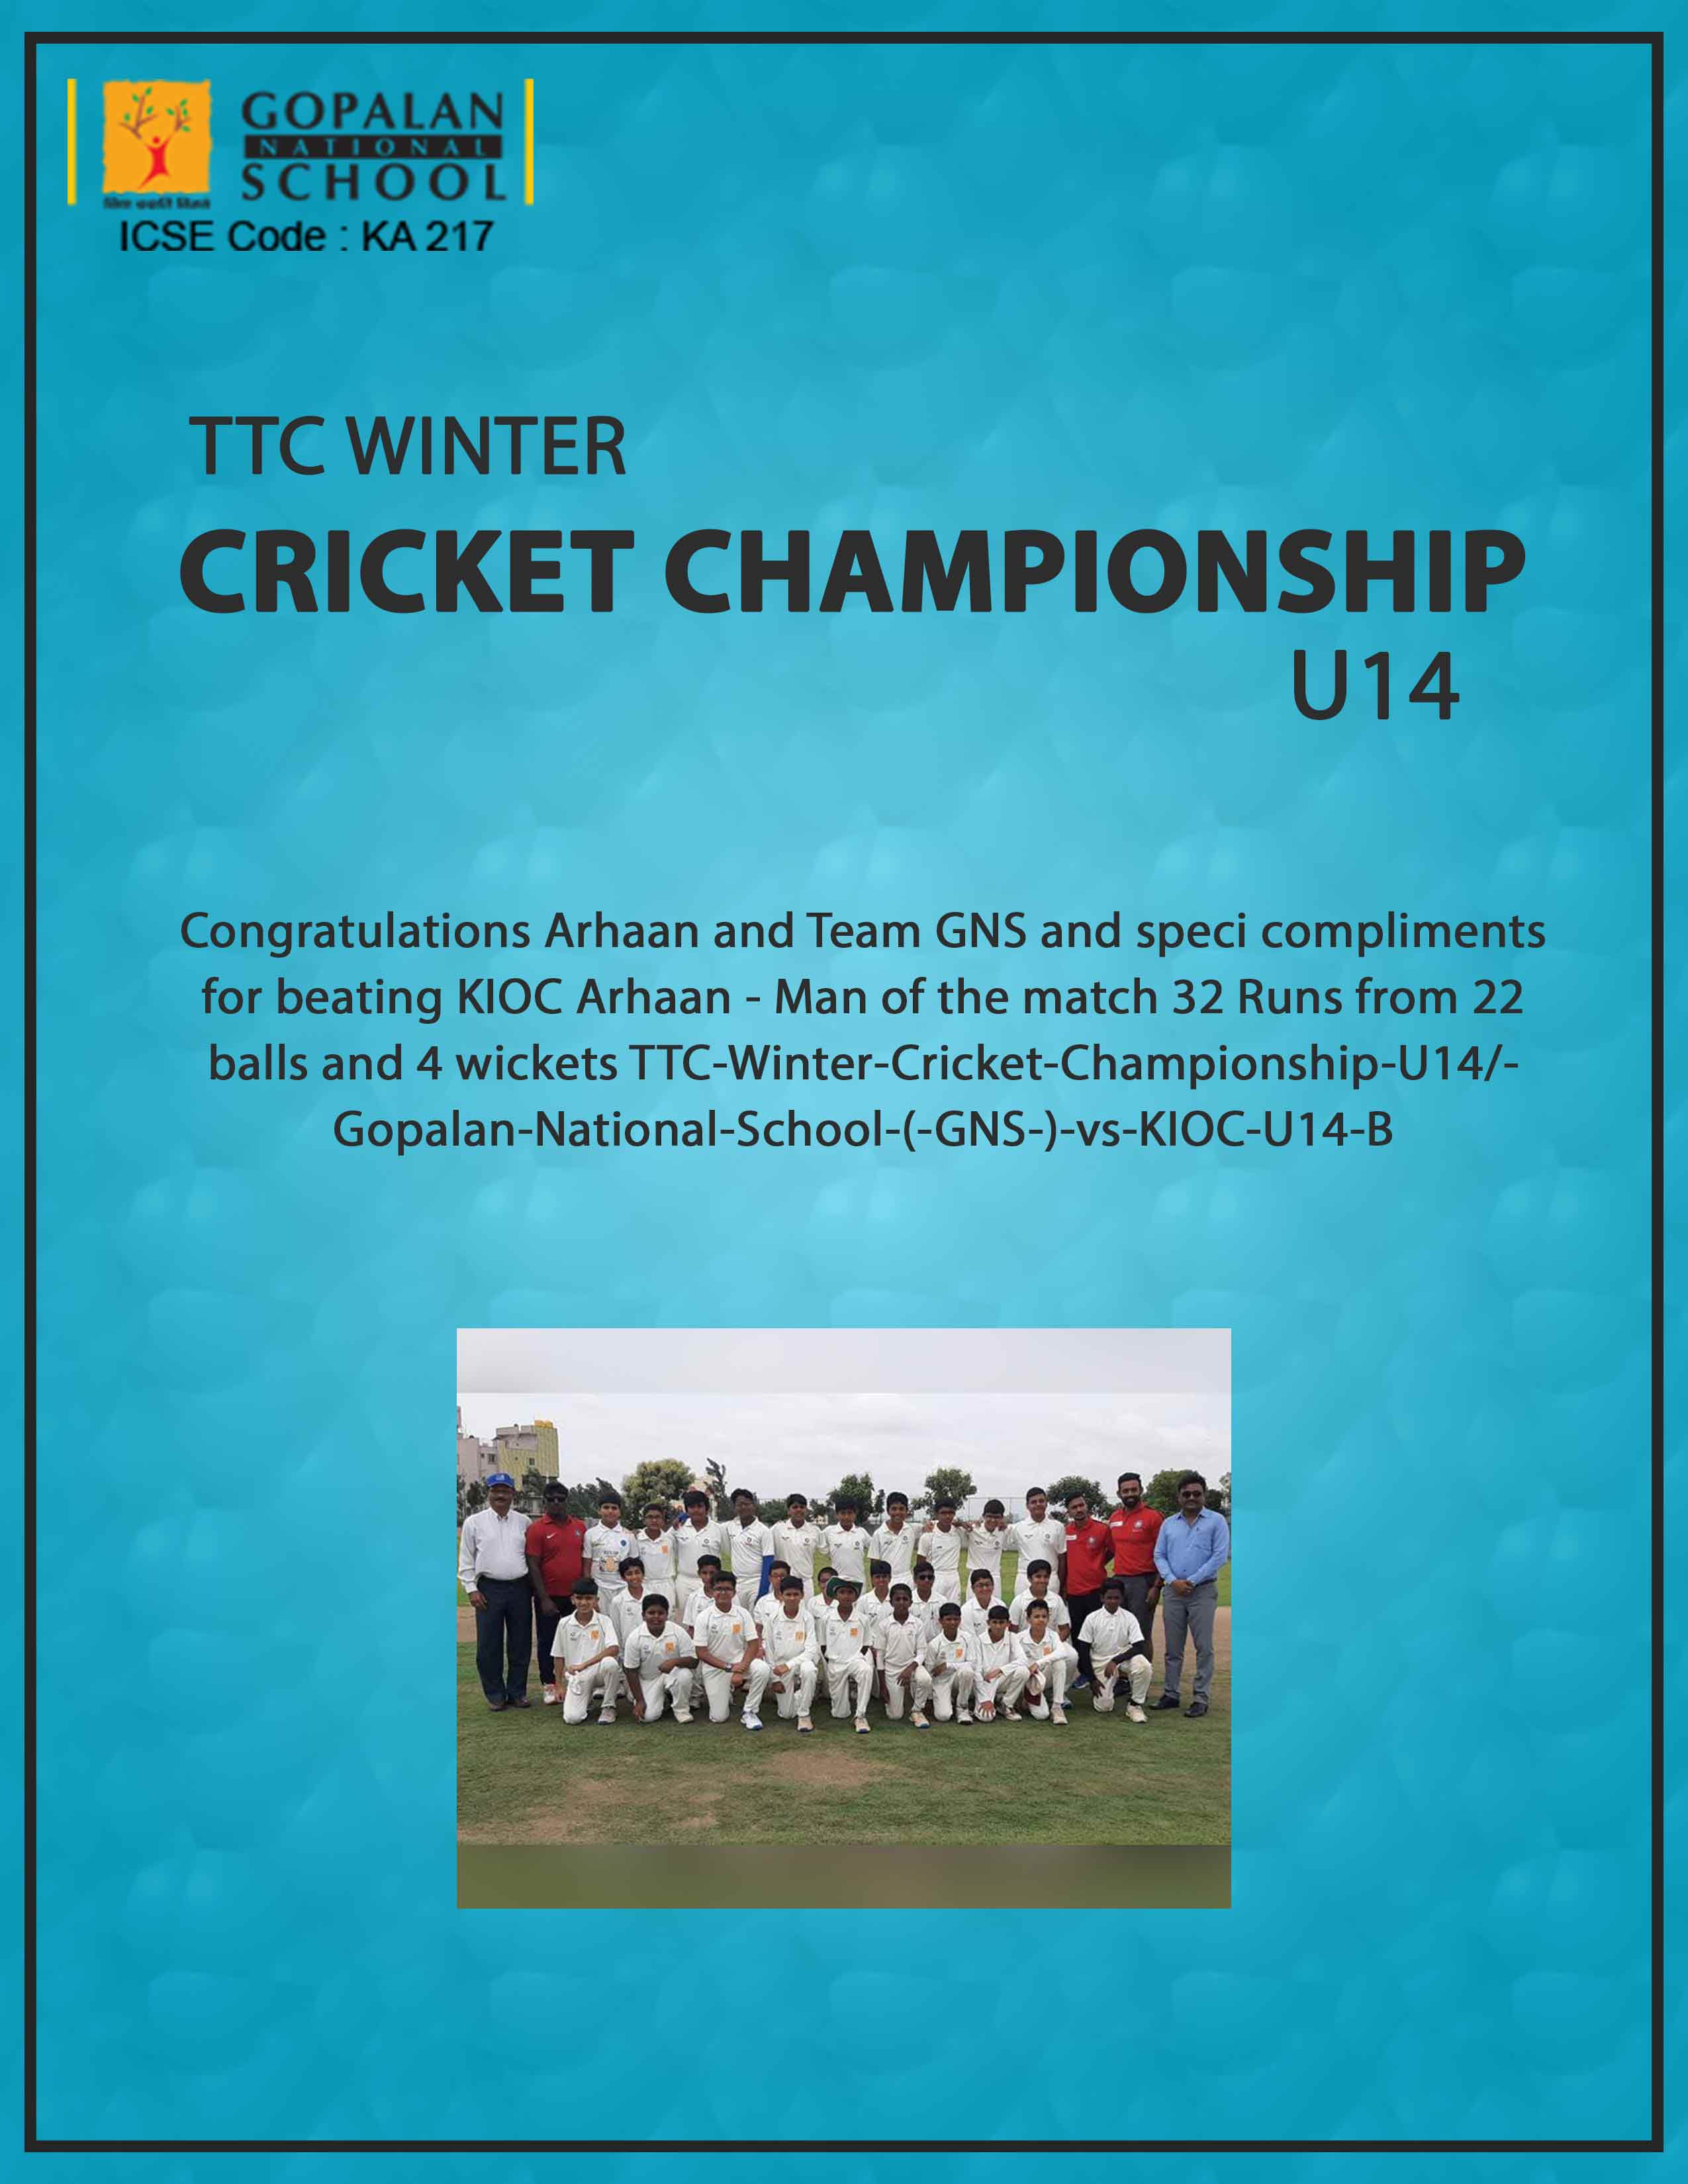 GOPALAN
NATIONAL
SCHOOL
ICSE Code : KA 217
TTC WINTER
CRICKET CHAMPIONSHIP
U14
Congratulations Arhaan and Team GNS and speci compliments
for beating KIOC Arhaan - Man of the match 32 Runs from 22
balls and 4 wickets TTC-Winter-Cricket-Championship-U14/-
Gopalan-National-School-(-GNS-)-vs-KIOC-U14-B